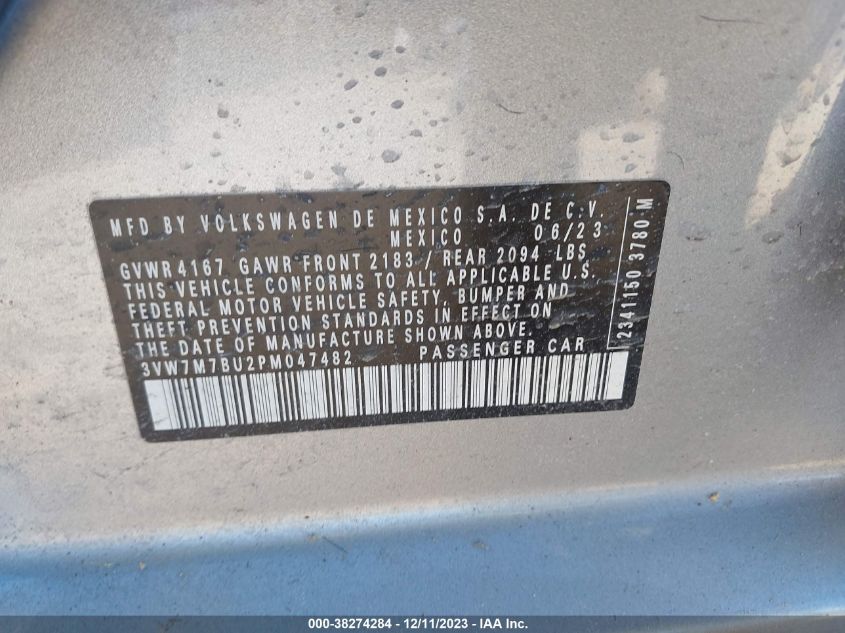 MFD BY VOLKSWAGEN DE MEXICO S.A. DE C.V.
MEXICO 06/23
GVWR 4167 GAWR FRONT 2183 / REAR 2094 LBS
THIS VEHICLE CONFORMS TO ALL APPLICABLE U.S.
FEDERAL MOTOR VEHICLE SAFETY, BUMPER AND
THEFT PREVENTION STANDARDS IN EFFECT ON
THE DATE OF MANUFACTURE SHOWN ABOVE.
3VW7M7BU2PM047482 PASSENGER CAR
2341150 3780 M
000-38274284 - 12/11/2023 - IAA Inc.